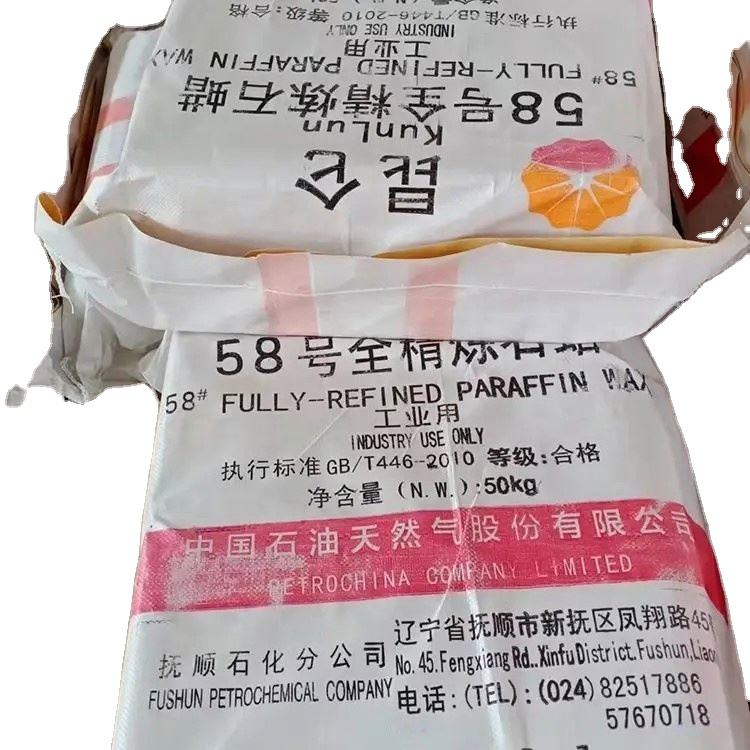 昆仑
KunLun
58号全精炼石蜡
58# FULLY-REFINED PARAFFIN WAX
工业用
INDUSTRY USE ONLY
执行标准 GB/T446-2010 等级:合格
58号全精炼石蜡
58# FULLY-REFINED PARAFFIN WAX
工业用
INDUSTRY USE ONLY
执行标准 GB/T446-2010 等级:合格
净含量 (N.W.):50kg
中国石油天然气股份有限公司
PETROCHINA COMPANY LIMITED
抚顺石化分公司
FUSHUN PETROCHEMICAL COMPANY
辽宁省抚顺市新抚区凤翔路45号
No.45.Fengxiang Rd..Xinfu District.Fushun,Liao
电话:(TEL):(024)82517886
57670718